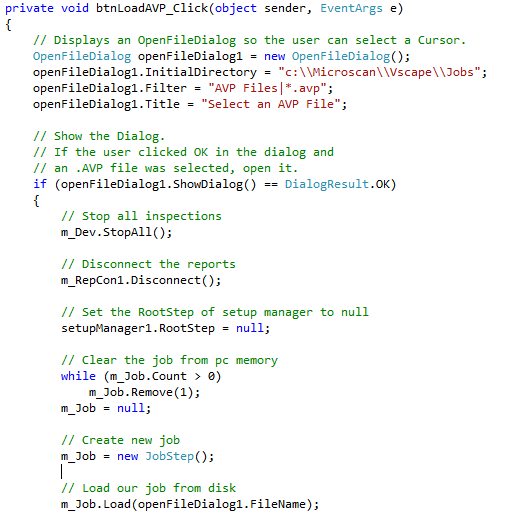 private void btnLoadAVP_Click(object sender, EventArgs e)
{
    // Displays an OpenFileDialog so the user can select a Cursor.
    OpenFileDialog openFileDialog1 = new OpenFileDialog();
    openFileDialog1.InitialDirectory = "c:\\Microscan\\Vscape\\Jobs";
    openFileDialog1.Filter = "AVP Files|*.avp";
    openFileDialog1.Title = "Select an AVP File";

    // Show the Dialog.
    // If the user clicked OK in the dialog and
    // an .AVP file was selected, open it.
    if (openFileDialog1.ShowDialog() == DialogResult.OK)
    {
        // Stop all inspections
        m_Dev.StopAll();

        // Disconnect the reports
        m_RepCon1.Disconnect();

        // Set the RootStep of setup manager to null
        setupManager1.RootStep = null;

        // Clear the job from pc memory
        while (m_Job.Count > 0)
            m_Job.Remove(1);
        m_Job = null;

        // Create new job
        m_Job = new JobStep();

        // Load our job from disk
        m_Job.Load(openFileDialog1.FileName);